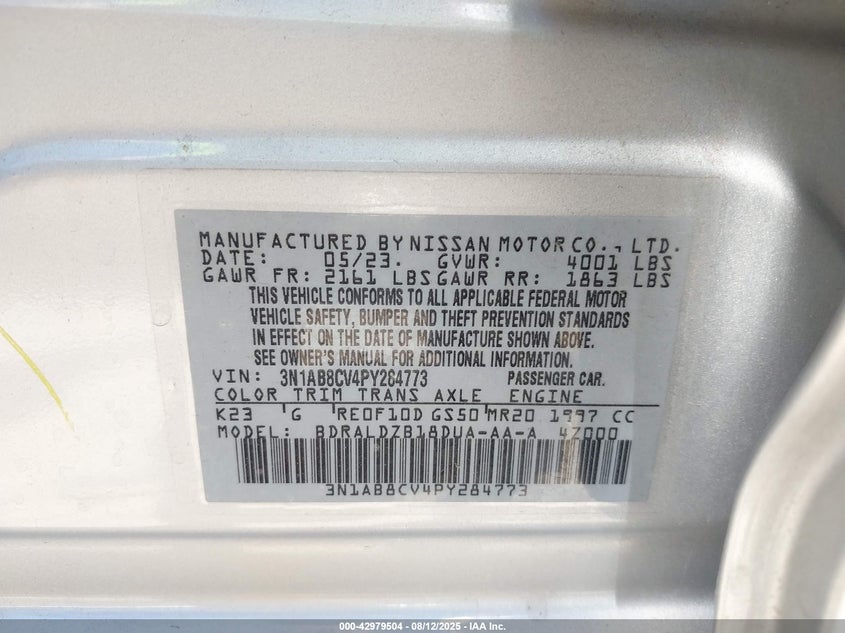 MANUFACTURED BY NISSAN MOTOR CO., LTD.
DATE: 05/23. GVWR: 4001 LBS
GAWR FR: 2161 LBS GAWR RR: 1863 LBS
THIS VEHICLE CONFORMS TO ALL APPLICABLE FEDERAL MOTOR
VEHICLE SAFETY, BUMPER AND THEFT PREVENTION STANDARDS
IN EFFECT ON THE DATE OF MANUFACTURE SHOWN ABOVE.
SEE OWNER'S MANUAL FOR ADDITIONAL INFORMATION.
VIN: 3N1AB8CV4PY284773 PASSENGER CAR.
COLOR TRIM TRANS AXLE ENGINE
K23 G RE0F10D GS50 MR20 1997 CC
MODEL: BDRALDZB18DUA-AA-A 4Z000
3N1AB8CV4PY284773
000-42979504 - 08/12/2025 - IAA Inc.